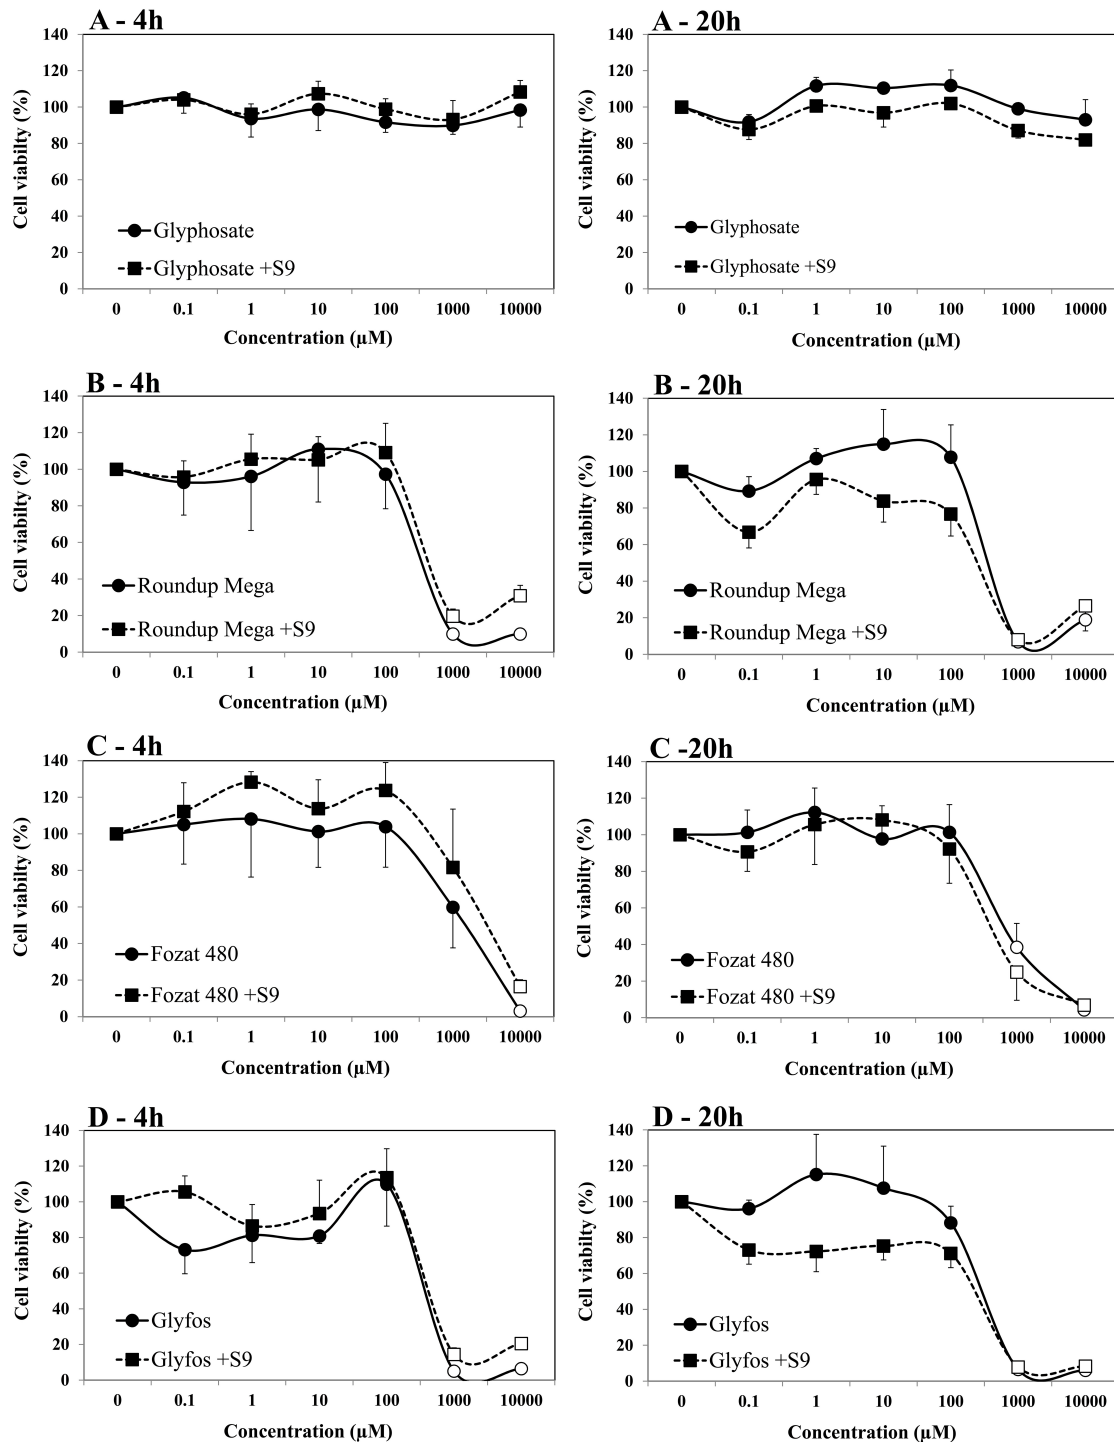 A - 4h
140
120
100
80
60
40
20
0
Cell viabilty (%)
Glyphosate
Glyphosate +S9
0 0.1 1 10 100 1000 10000
Concentration (µM)
A - 20h
140
120
100
80
60
40
20
0
Cell viabilty (%)
Glyphosate
Glyphosate +S9
0 0.1 1 10 100 1000 10000
Concentration (µM)
B - 4h
140
120
100
80
60
40
20
0
Cell viabilty (%)
Roundup Mega
Roundup Mega +S9
0 0.1 1 10 100 1000 10000
Concentration (µM)
B - 20h
140
120
100
80
60
40
20
0
Cell viabilty (%)
Roundup Mega
Roundup Mega +S9
0 0.1 1 10 100 1000 10000
Concentration (µM)
C - 4h
140
120
100
80
60
40
20
0
Cell viabilty (%)
Fozat 480
Fozat 480 +S9
0 0.1 1 10 100 1000 10000
Concentration (µM)
C -20h
140
120
100
80
60
40
20
0
Cell viabilty (%)
Fozat 480
Fozat 480 +S9
0 0.1 1 10 100 1000 10000
Concentration (µM)
D - 4h
140
120
100
80
60
40
20
0
Cell viabilty (%)
Glyfos
Glyfos +S9
0 0.1 1 10 100 1000 10000
Concentration (µM)
D - 20h
140
120
100
80
60
40
20
0
Cell viabilty (%)
Glyfos
Glyfos +S9
0 0.1 1 10 100 1000 10000
Concentration (µM)